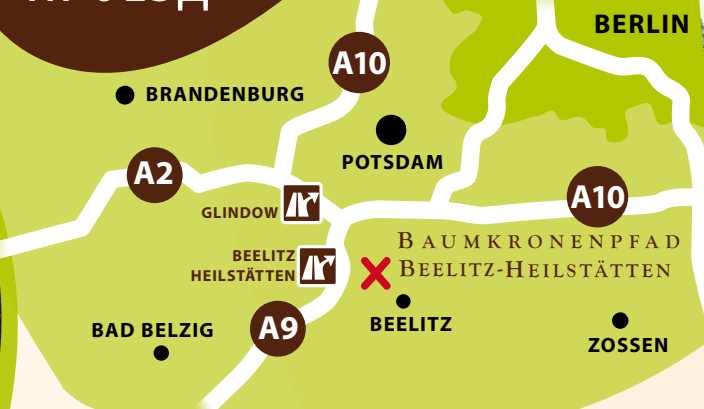 BERLIN
A10
BRANDENBURG
POTSDAM
A2
A10
GLINDOW
BAUMKRONENPFAD
BEELITZ-HEILSTÄTTEN
BEELITZ
HEILSTÄTTEN
BEELITZ
A9
BAD BELZIG
ZOSSEN